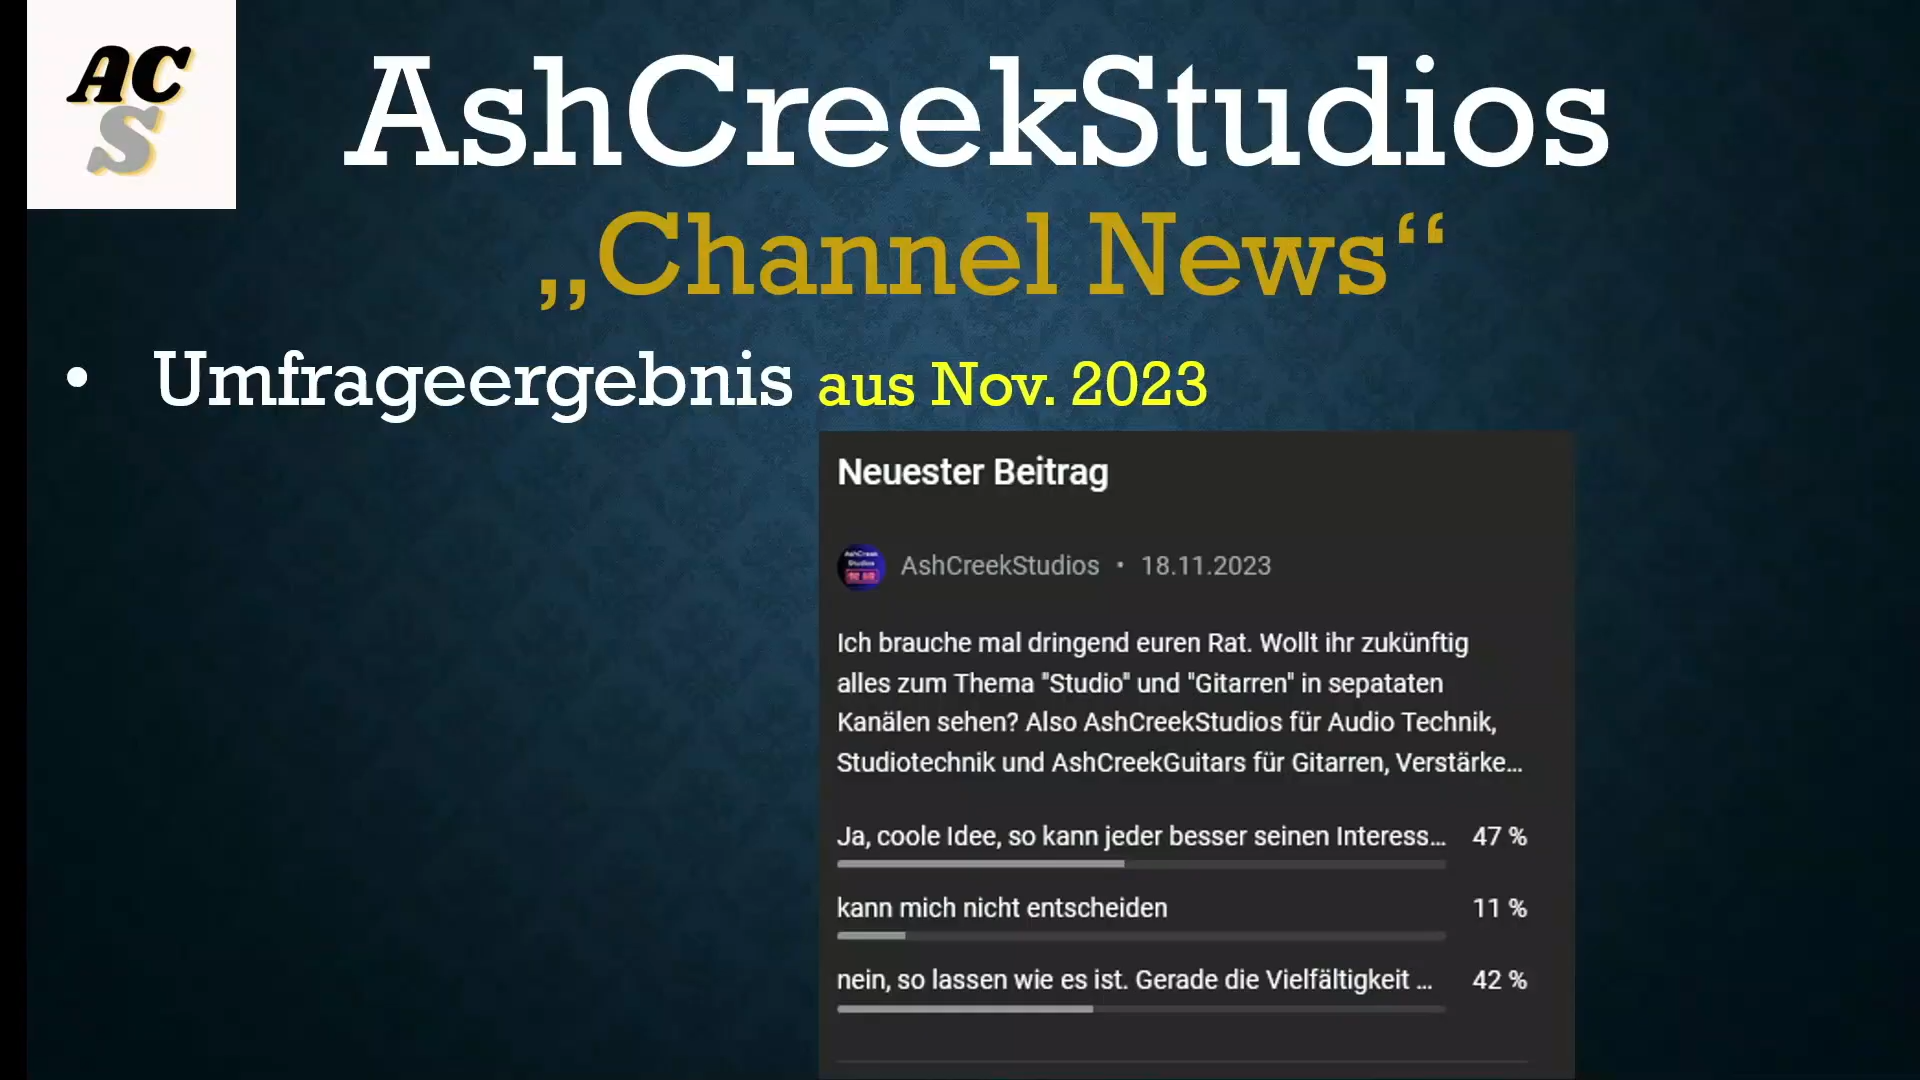 AC
S
AshCreekStudios
„Channel News“
• Umfrageergebnis aus Nov. 2023
Neuester Beitrag
AshCreekStudios • 18.11.2023
Ich brauche mal dringend euren Rat. Wollt ihr zukünftig
alles zum Thema "Studio" und "Gitarren" in sepataten
Kanälen sehen? Also AshCreekStudios für Audio Technik,
Studiotechnik und AshCreekGuitars für Gitarren, Verstärke...
Ja, coole Idee, so kann jeder besser seinen Interess... 47 %
kann mich nicht entscheiden 11 %
nein, so lassen wie es ist. Gerade die Vielfältigkeit ... 42 %